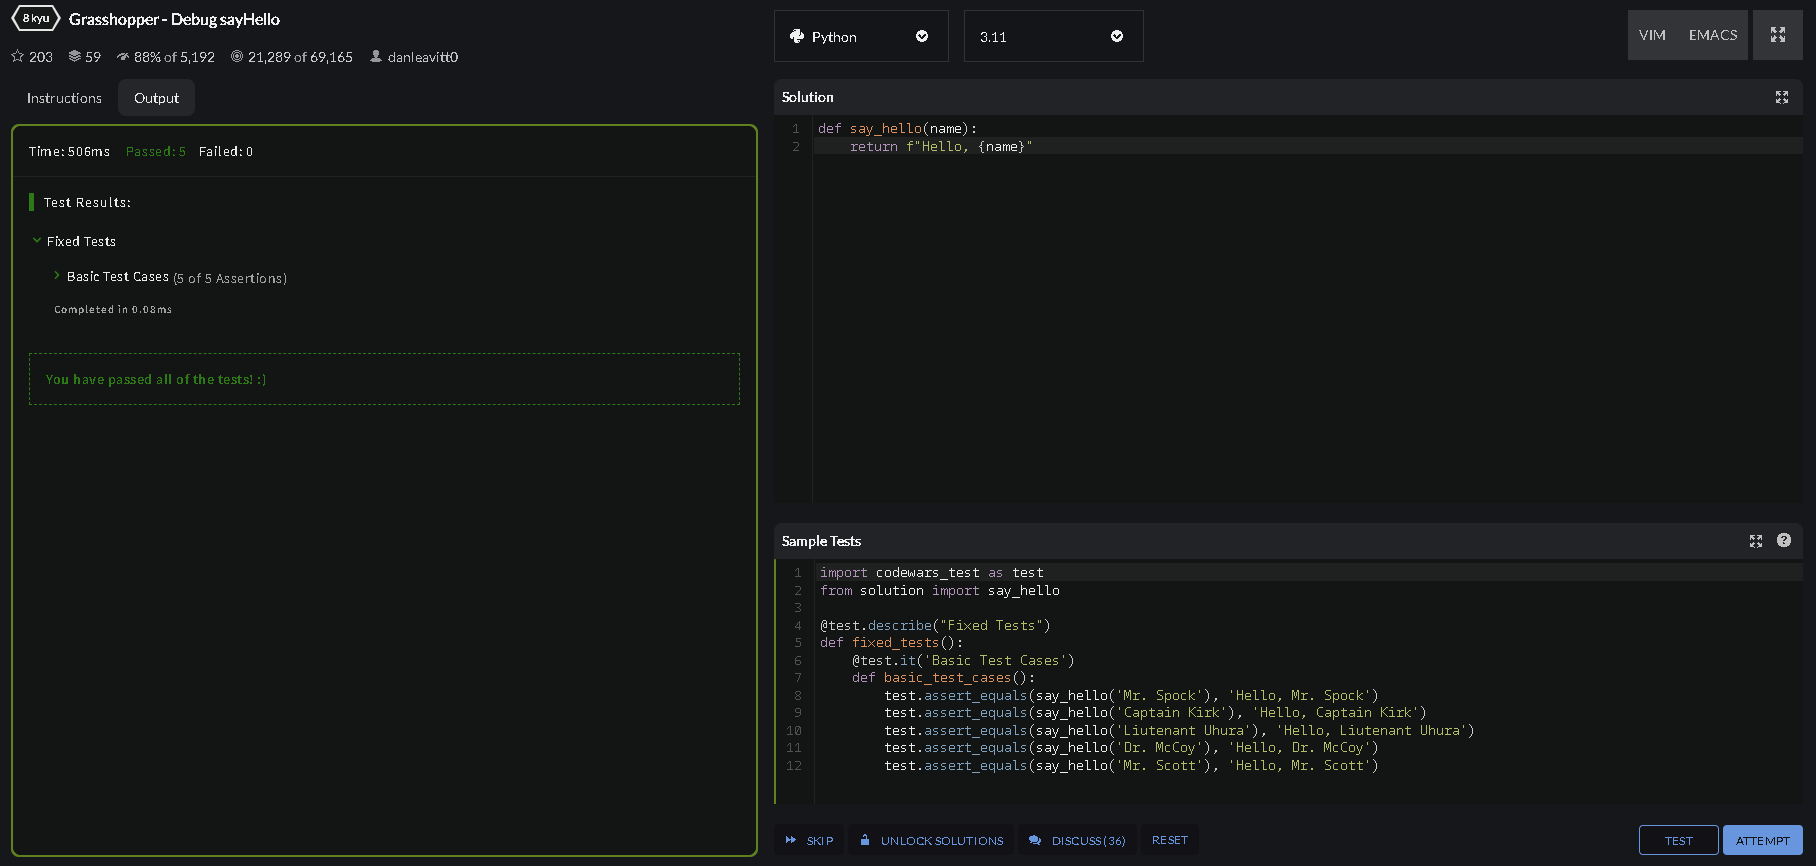 8 kyu Grasshopper - Debug sayHello
203 59 88% of 5,192 21,289 of 69,165 danleavitt0
Instructions Output
Time: 506ms Passed: 5 Failed: 0
Test Results:
Fixed Tests
Basic Test Cases (5 of 5 Assertions)
Completed in 0.08ms
You have passed all of the tests! :)
Python 3.11 VIM EMACS
Solution
1 def say_hello(name):
2     return f"Hello, {name}"
Sample Tests
1 import codewars_test as test
2 from solution import say_hello
3
4 @test.describe("Fixed Tests")
5 def fixed_tests():
6     @test.it('Basic Test Cases')
7     def basic_test_cases():
8         test.assert_equals(say_hello('Mr. Spock'), 'Hello, Mr. Spock')
9         test.assert_equals(say_hello('Captain Kirk'), 'Hello, Captain Kirk')
10         test.assert_equals(say_hello('Liutenant Uhura'), 'Hello, Liutenant Uhura')
11         test.assert_equals(say_hello('Dr. McCoy'), 'Hello, Dr. McCoy')
12         test.assert_equals(say_hello('Mr. Scott'), 'Hello, Mr. Scott')
SKIP UNLOCK SOLUTIONS DISCUSS (36) RESET TEST ATTEMPT